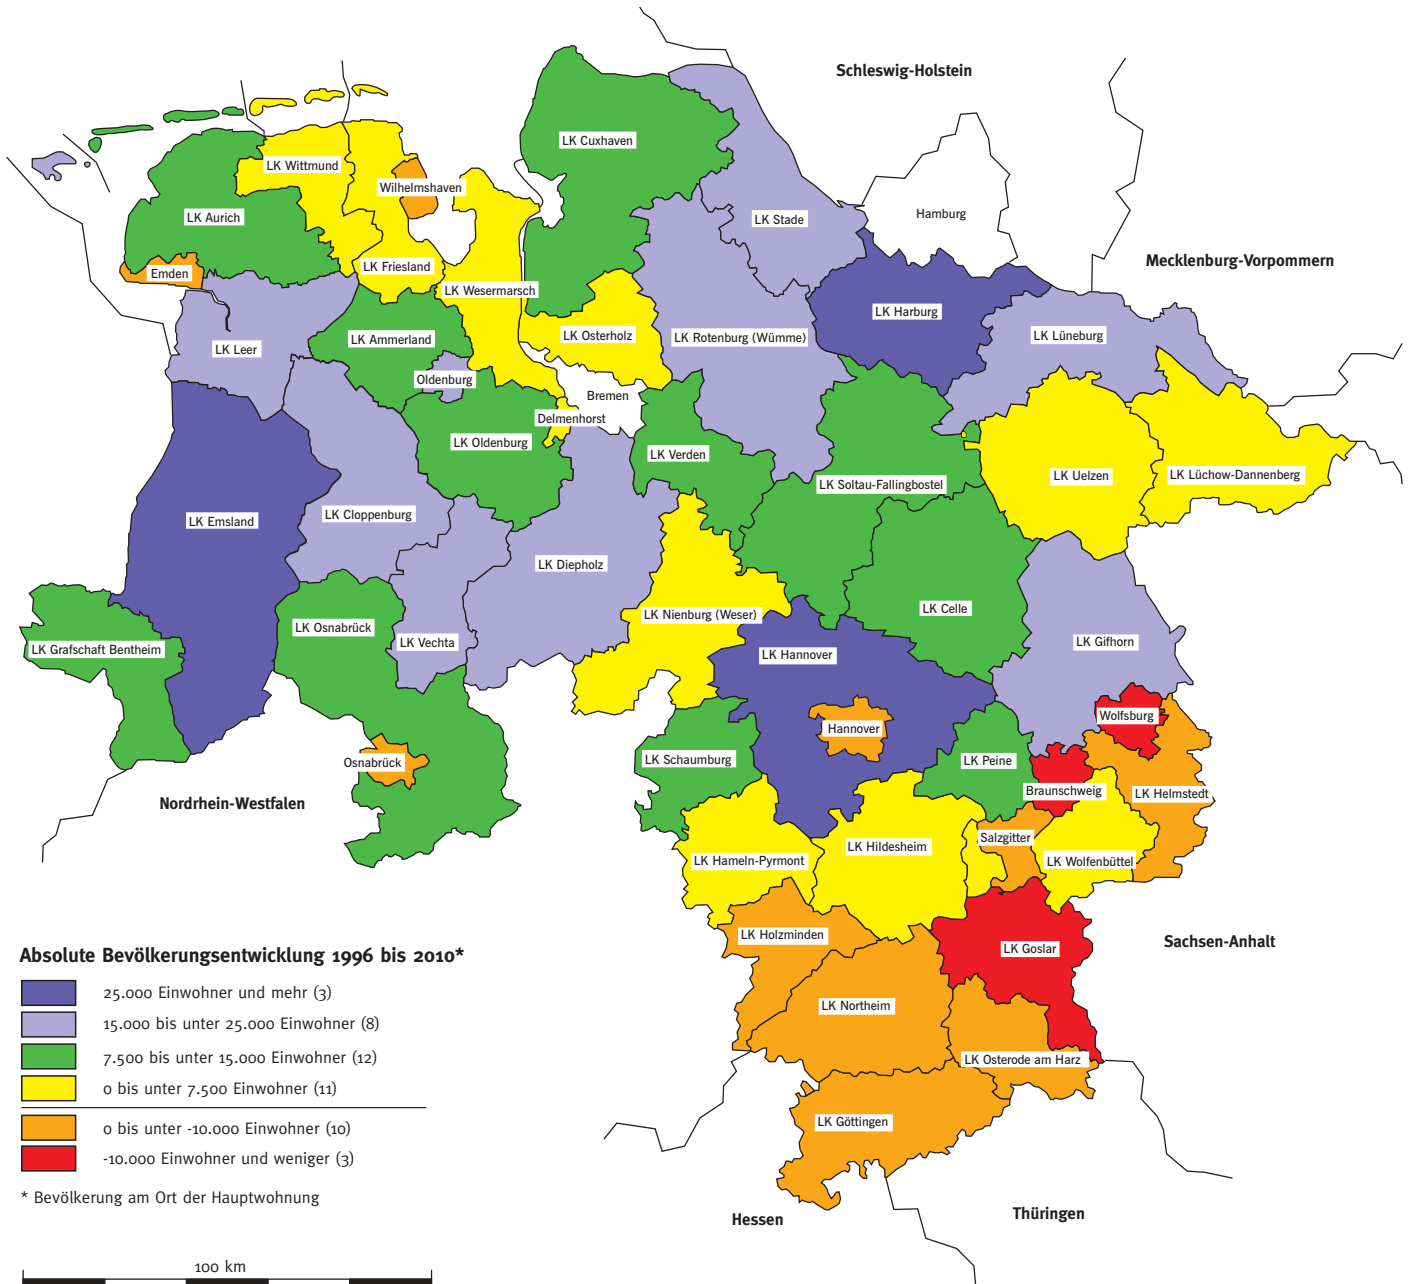 Schleswig-Holstein
LK Cuxhaven
LK Wittmund
Wilhelmshaven
LK Aurich
LK Stade
Hamburg
Mecklenburg-Vorpommern
Emden
LK Friesland
LK Wesermarsch
LK Harburg
LK Osterholz
LK Rotenburg (Wümme)
LK Lüneburg
LK Ammerland
LK Leer
Oldenburg
Bremen
Delmenhorst
LK Oldenburg
LK Verden
LK Soltau-Fallingbostel
LK Uelzen
LK Lüchow-Dannenberg
LK Emsland
LK Cloppenburg
LK Diepholz
LK Celle
LK Nienburg (Weser)
LK Osnabrück
LK Vechta
LK Grafschaft Bentheim
LK Hannover
LK Gifhorn
Wolfsburg
Hannover
LK Schaumburg
LK Peine
Osnabrück
Braunschweig
LK Helmstedt
Nordrhein-Westfalen
Salzgitter
LK Hildesheim
LK Hameln-Pyrmont
LK Wolfenbüttel
LK Holzminden
LK Goslar
Sachsen-Anhalt
LK Northeim
LK Osterode am Harz
LK Göttingen
Hessen
Thüringen
Absolute Bevölkerungsentwicklung 1996 bis 2010*
25.000 Einwohner und mehr (3)
15.000 bis unter 25.000 Einwohner (8)
7.500 bis unter 15.000 Einwohner (12)
0 bis unter 7.500 Einwohner (11)
0 bis unter -10.000 Einwohner (10)
-10.000 Einwohner und weniger (3)
* Bevölkerung am Ort der Hauptwohnung
100 km